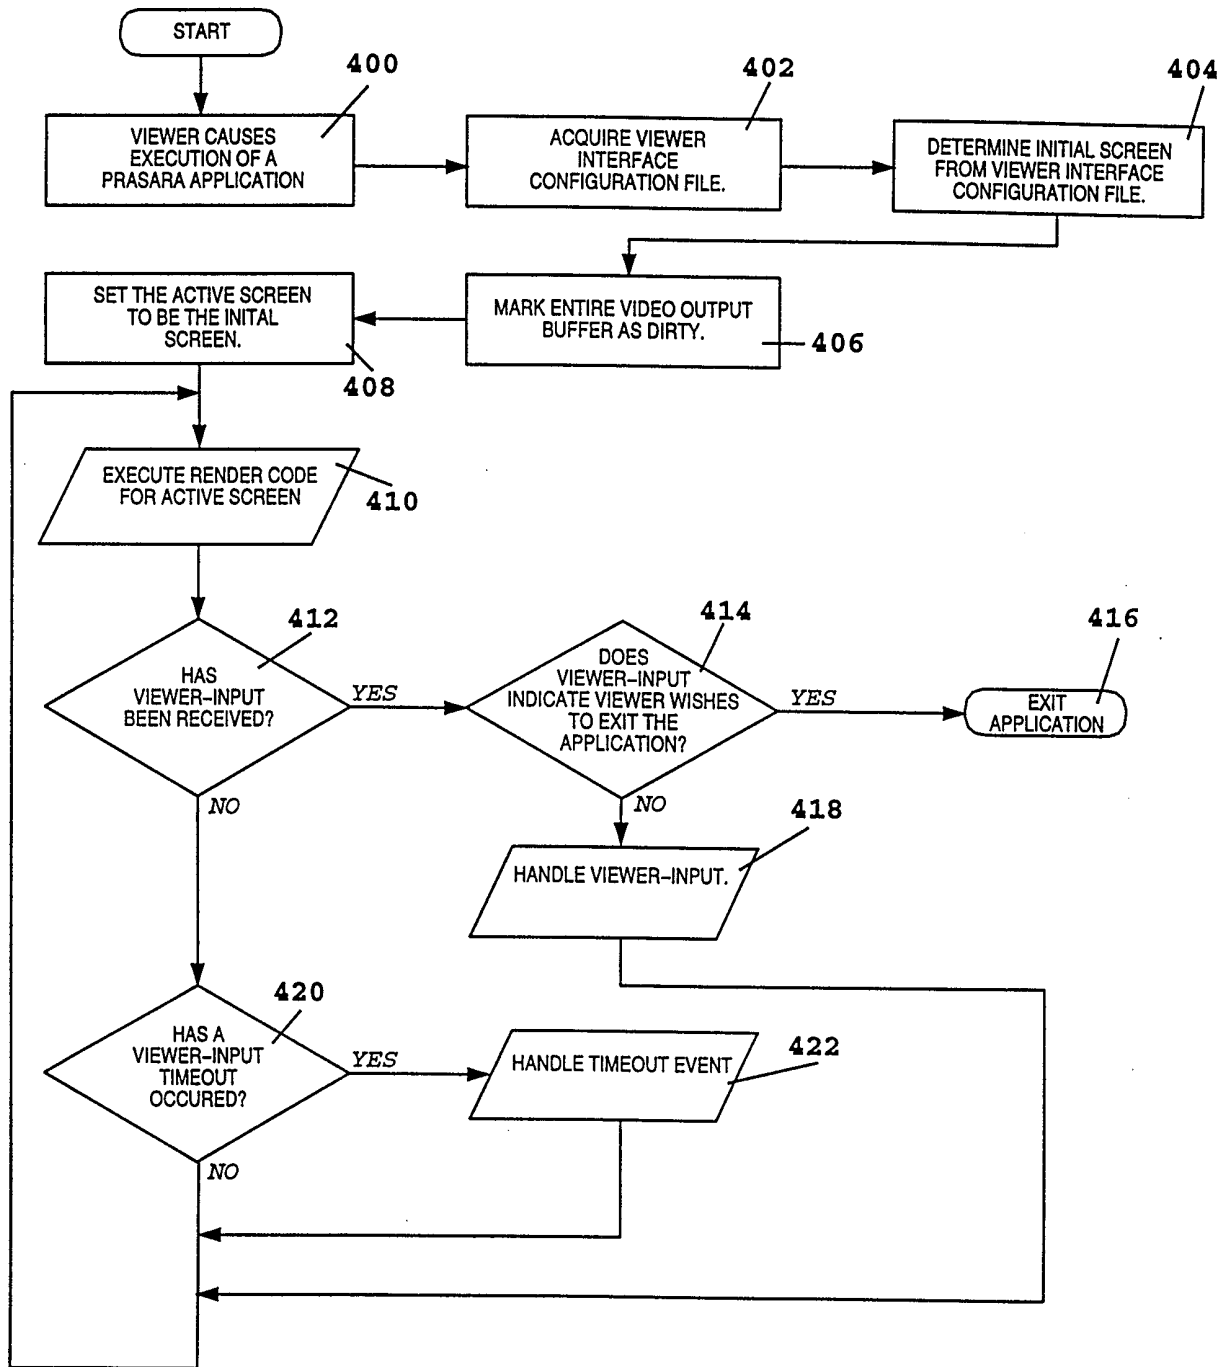 START
400
VIEWER CAUSES
EXECUTION OF A
PRASARA APPLICATION
402
ACQUIRE VIEWER
INTERFACE
CONFIGURATION FILE.
404
DETERMINE INITIAL SCREEN
FROM VIEWER INTERFACE
CONFIGURATION FILE.
SET THE ACTIVE SCREEN
TO BE THE INITAL
SCREEN.
408
MARK ENTIRE VIDEO OUTPUT
BUFFER AS DIRTY.
406
EXECUTE RENDER CODE
FOR ACTIVE SCREEN
410
412
HAS
VIEWER-INPUT
BEEN RECEIVED?
YES
NO
414
DOES
VIEWER-INPUT
INDICATE VIEWER WISHES
TO EXIT THE
APPLICATION?
YES
NO
416
EXIT
APPLICATION
418
HANDLE VIEWER-INPUT.
420
HAS A
VIEWER-INPUT
TIMEOUT
OCCURED?
YES
NO
HANDLE TIMEOUT EVENT
422